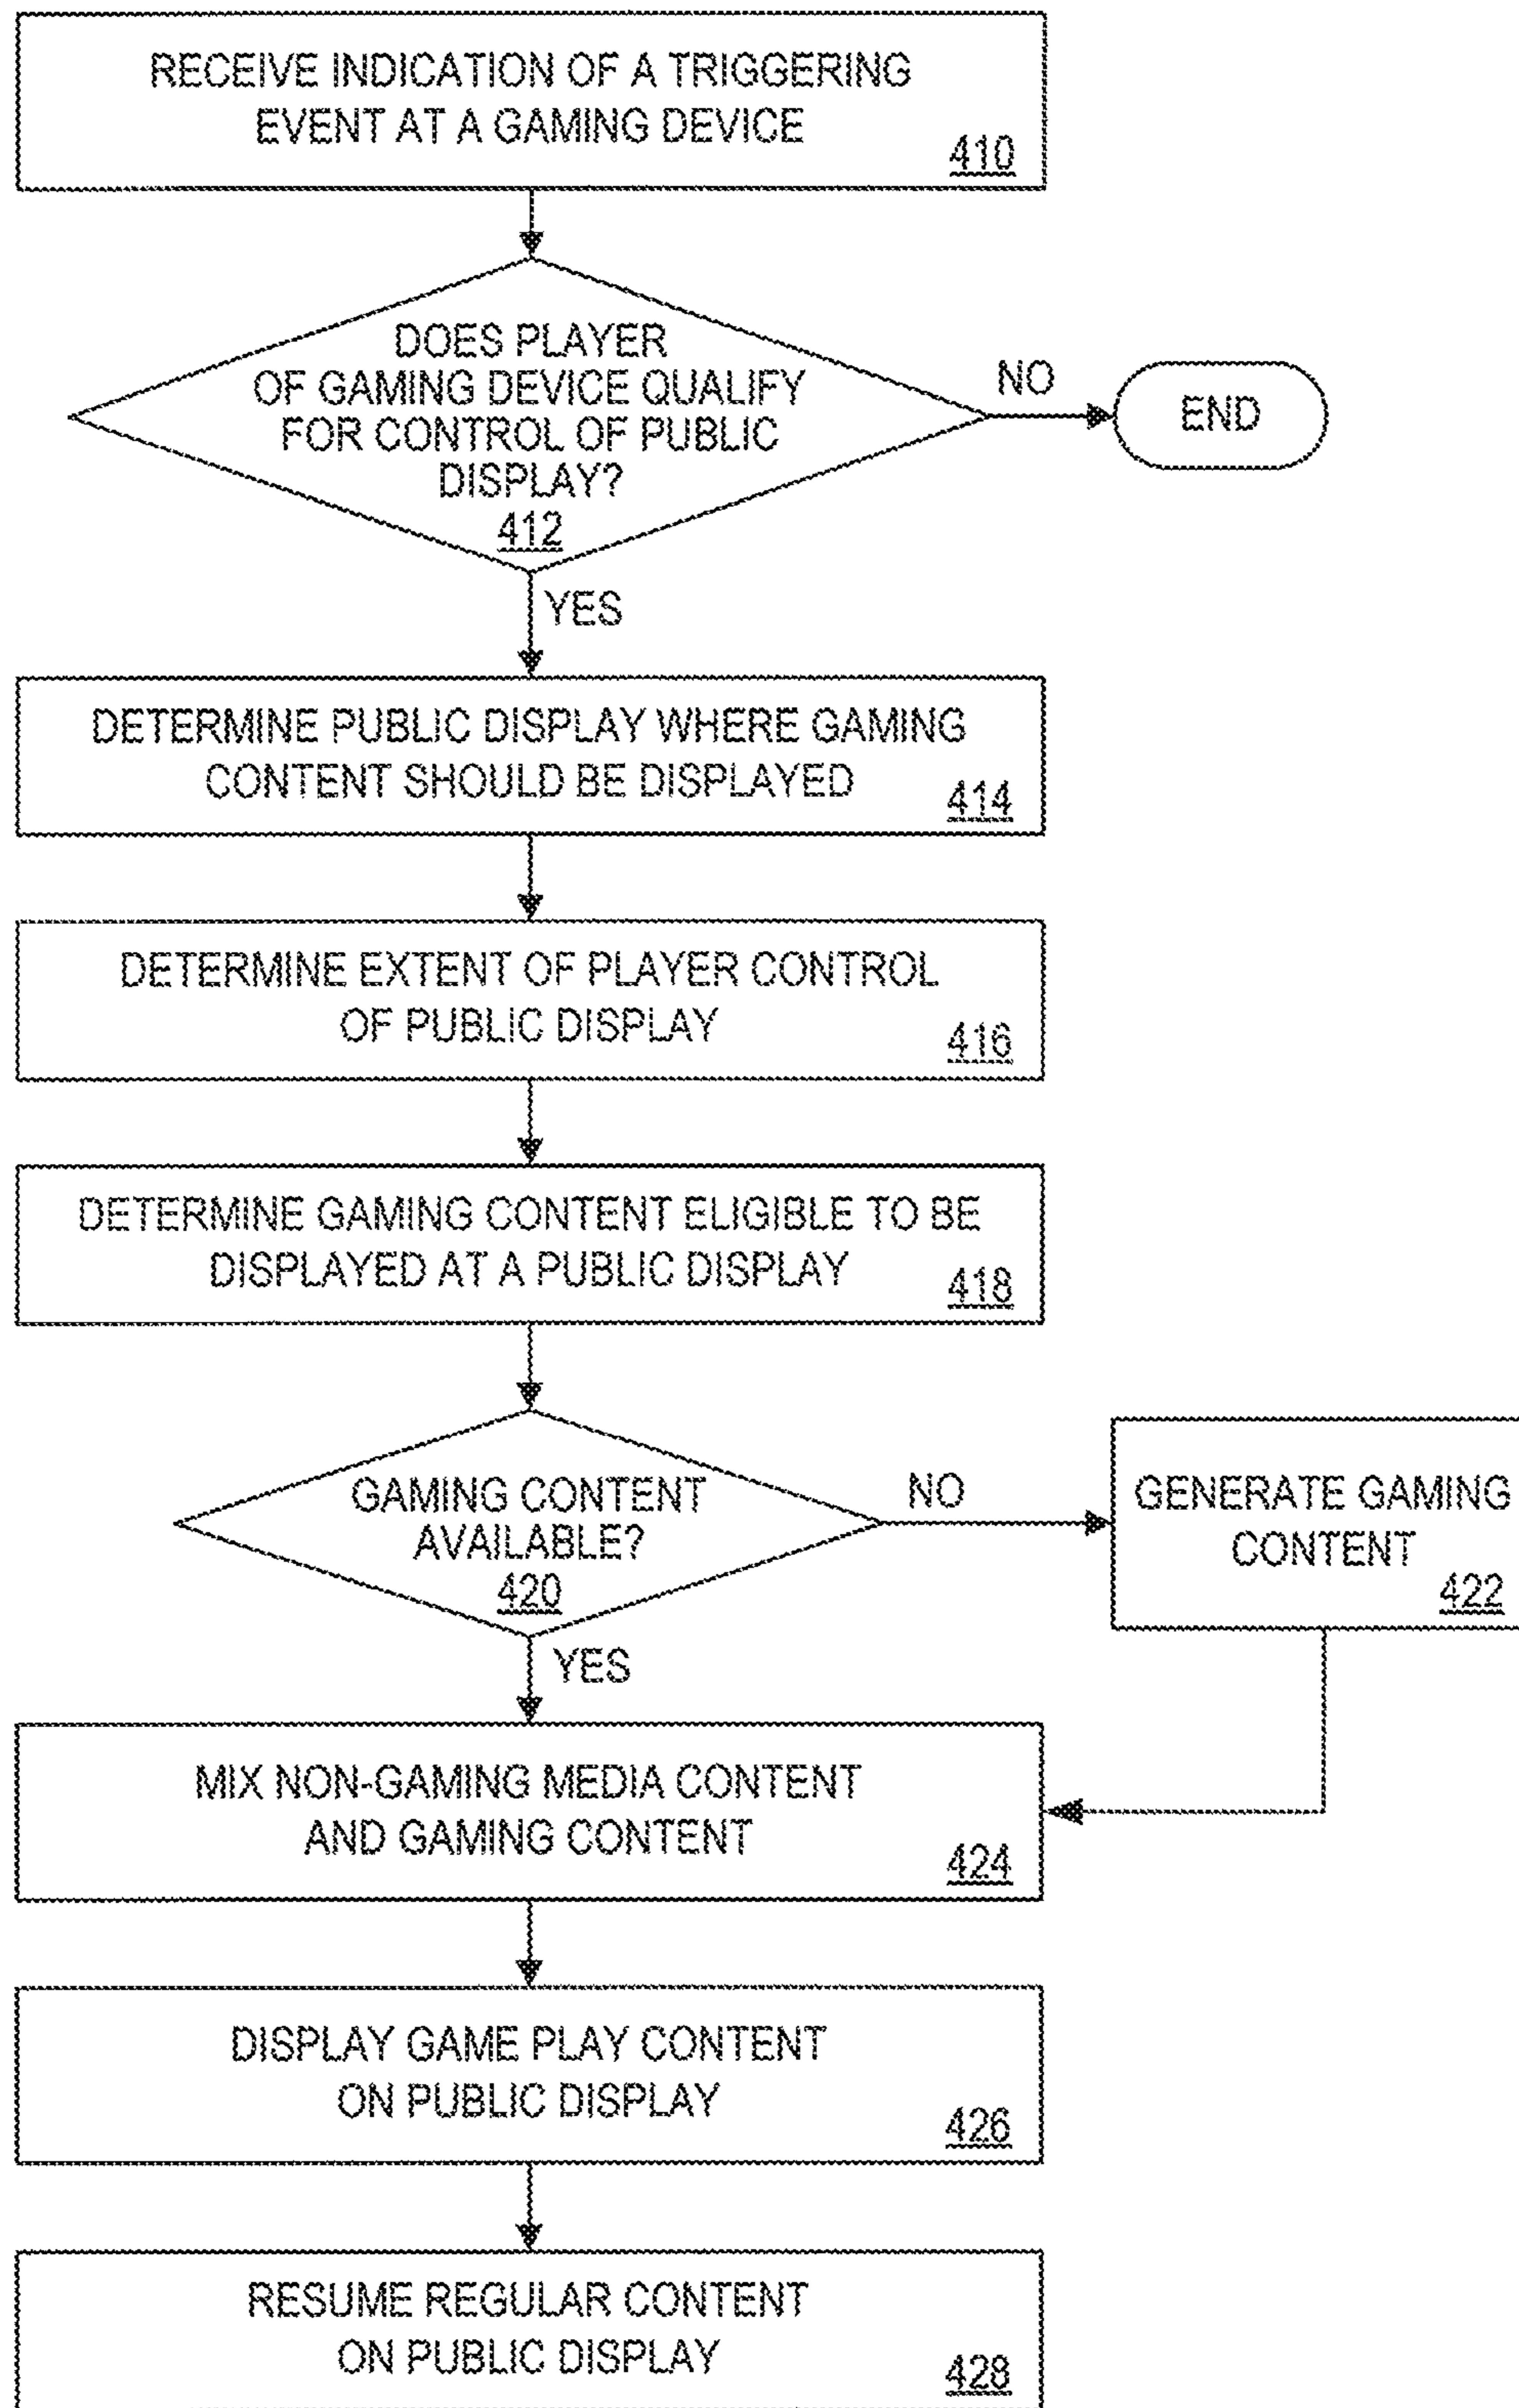 RECEIVE INDICATION OF A TRIGGERING
EVENT AT A GAMING DEVICE
410
DOES PLAYER
OF GAMING DEVICE QUALIFY
FOR CONTROL OF PUBLIC
DISPLAY?
412
NO
END
YES
DETERMINE PUBLIC DISPLAY WHERE GAMING
CONTENT SHOULD BE DISPLAYED
414
DETERMINE EXTENT OF PLAYER CONTROL
OF PUBLIC DISPLAY
416
DETERMINE GAMING CONTENT ELIGIBLE TO BE
DISPLAYED AT A PUBLIC DISPLAY
418
GAMING CONTENT
AVAILABLE?
420
NO
GENERATE GAMING
CONTENT
422
YES
MIX NON-GAMING MEDIA CONTENT
AND GAMING CONTENT
424
DISPLAY GAME PLAY CONTENT
ON PUBLIC DISPLAY
426
RESUME REGULAR CONTENT
ON PUBLIC DISPLAY
428